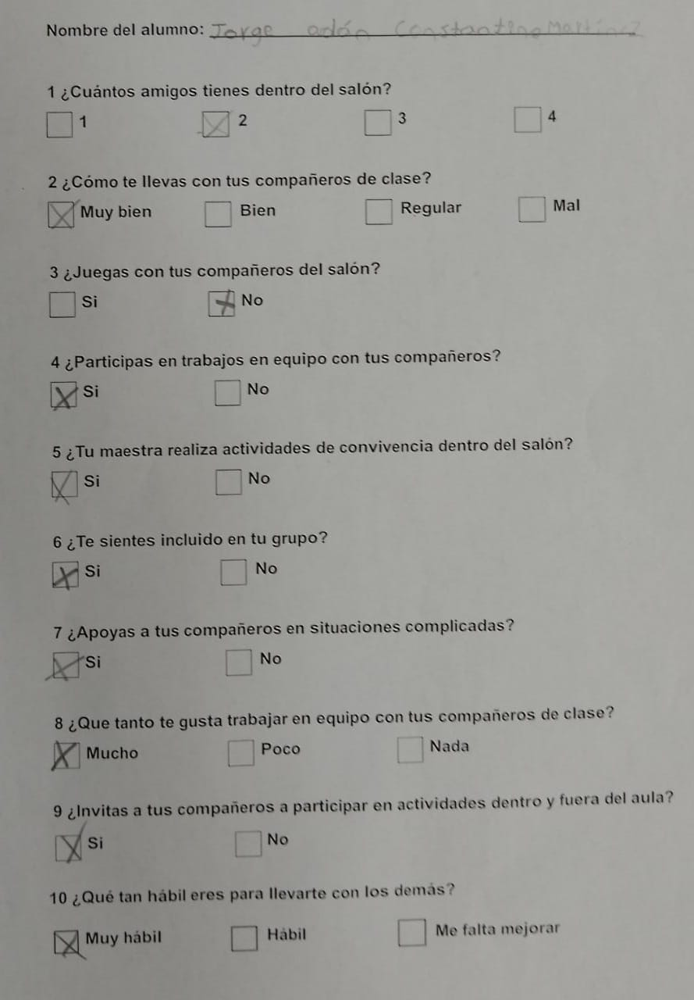 Nombre del alumno: Jorge adán Constantino Martínez
1 ¿Cuántos amigos tienes dentro del salón?
1 2 3 4
2 ¿Cómo te llevas con tus compañeros de clase?
Muy bien Bien Regular Mal
3 ¿Juegas con tus compañeros del salón?
Si No
4 ¿Participas en trabajos en equipo con tus compañeros?
Si No
5 ¿Tu maestra realiza actividades de convivencia dentro del salón?
Si No
6 ¿Te sientes incluido en tu grupo?
Si No
7 ¿Apoyas a tus compañeros en situaciones complicadas?
Si No
8 ¿Que tanto te gusta trabajar en equipo con tus compañeros de clase?
Mucho Poco Nada
9 ¿Invitas a tus compañeros a participar en actividades dentro y fuera del aula?
Si No
10 ¿Qué tan hábil eres para llevarte con los demás?
Muy hábil Hábil Me falta mejorar